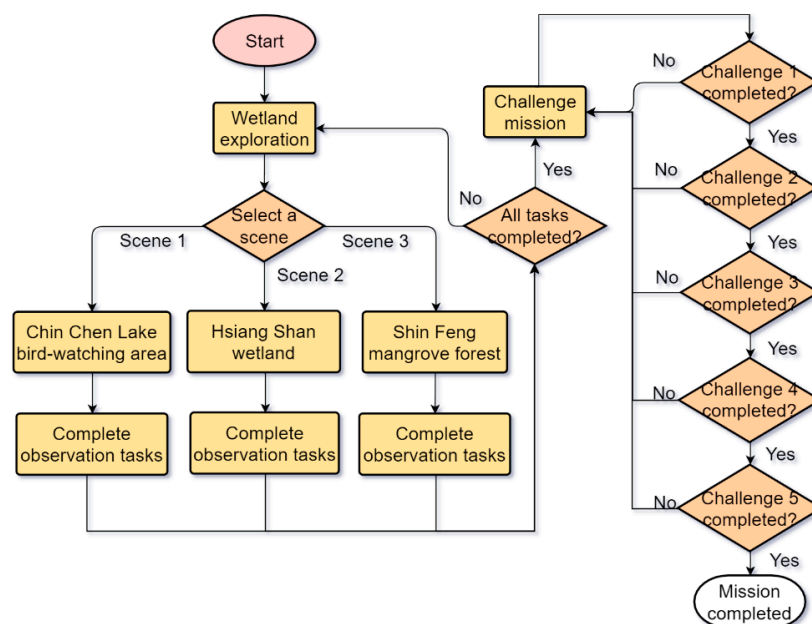 Start
Wetland
exploration
Select a
scene
Scene 1
Scene 2
Scene 3
Chin Chen Lake
bird-watching area
Hsiang Shan
wetland
Shin Feng
mangrove forest
Complete
observation tasks
Complete
observation tasks
Complete
observation tasks
All tasks
completed?
No
Yes
Challenge
mission
Challenge 1
completed?
No
Yes
Challenge 2
completed?
No
Yes
Challenge 3
completed?
No
Yes
Challenge 4
completed?
No
Yes
Challenge 5
completed?
No
Yes
Mission
completed